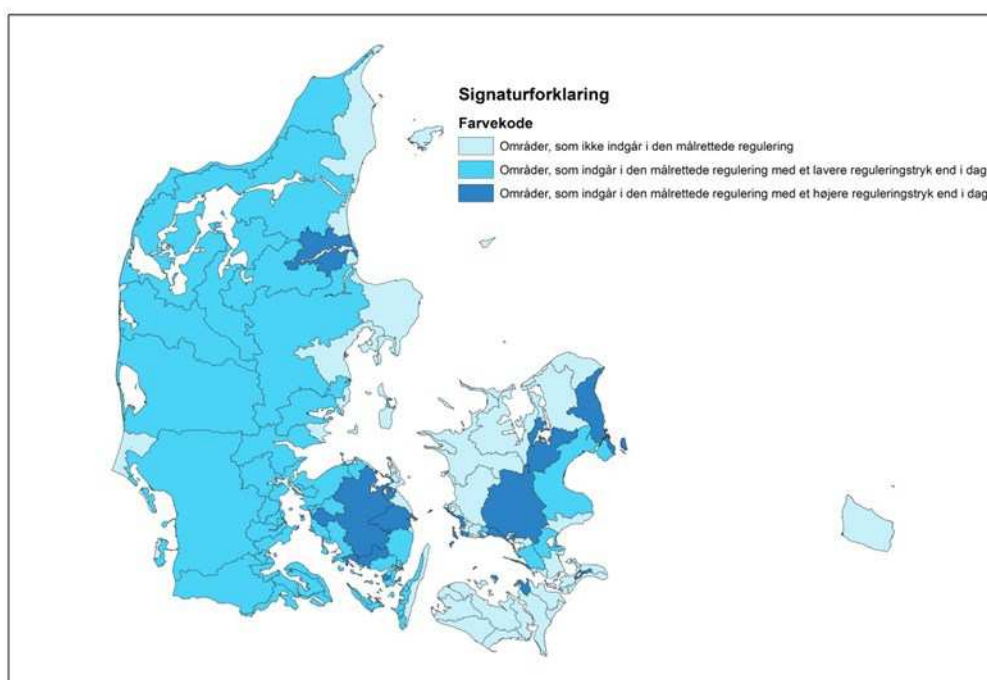 Signaturforklaring
Farvekode
Områder, som ikke indgår i den målrettede regulering
Områder, som indgår i den målrettede regulering med et lavere reguleringstryk end i dag
Områder, som indgår i den målrettede regulering med et højere reguleringstryk end i dag